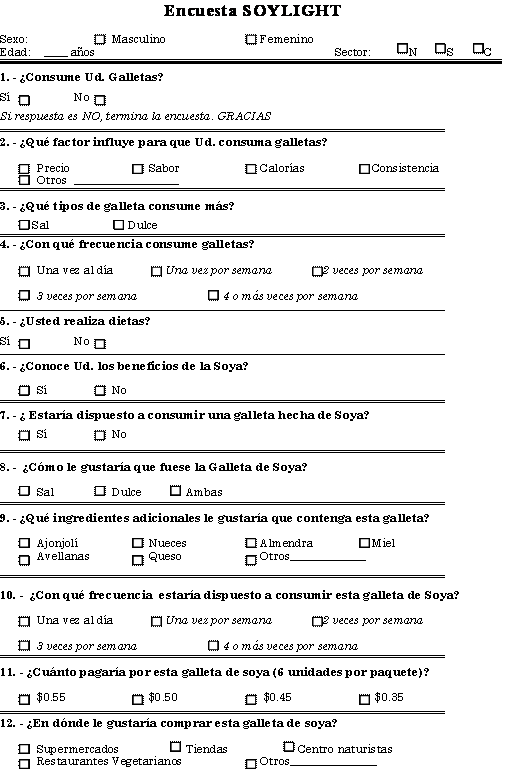 Encuesta SOYLIGHT
Sexo: Masculino Femenino
Edad: ____ años Sector: N S C
1. - ¿Consume Ud. Galletas?
Sí No
Si respuesta es NO, termina la encuesta. GRACIAS
2. - ¿Qué factor influye para que Ud. consuma galletas?
Precio Sabor Calorías Consistencia
Otros ___________________
3. - ¿Qué tipos de galleta consume más?
Sal Dulce
4. - ¿Con qué frecuencia consume galletas?
Una vez al día Una vez por semana 2 veces por semana
3 veces por semana 4 o más veces por semana
5. - ¿Usted realiza dietas?
Sí No
6. - ¿Conoce Ud. los beneficios de la Soya?
Sí No
7. - ¿ Estaría dispuesto a consumir una galleta hecha de Soya?
Sí No
8. - ¿Cómo le gustaría que fuese la Galleta de Soya?
Sal Dulce Ambas
9. - ¿Qué ingredientes adicionales le gustaría que contenga esta galleta?
Ajonjolí Nueces Almendra Miel
Avellanas Queso Otros______________
10. - ¿Con qué frecuencia estaría dispuesto a consumir esta galleta de Soya?
Una vez al día Una vez por semana 2 veces por semana
3 veces por semana 4 o más veces por semana
11. - ¿Cuánto pagaría por esta galleta de soya (6 unidades por paquete)?
$0.55 $0.50 $0.45 $0.35
12. - ¿En dónde le gustaría comprar esta galleta de soya?
Supermercados Tiendas Centro naturistas
Restaurantes Vegetarianos Otros________________